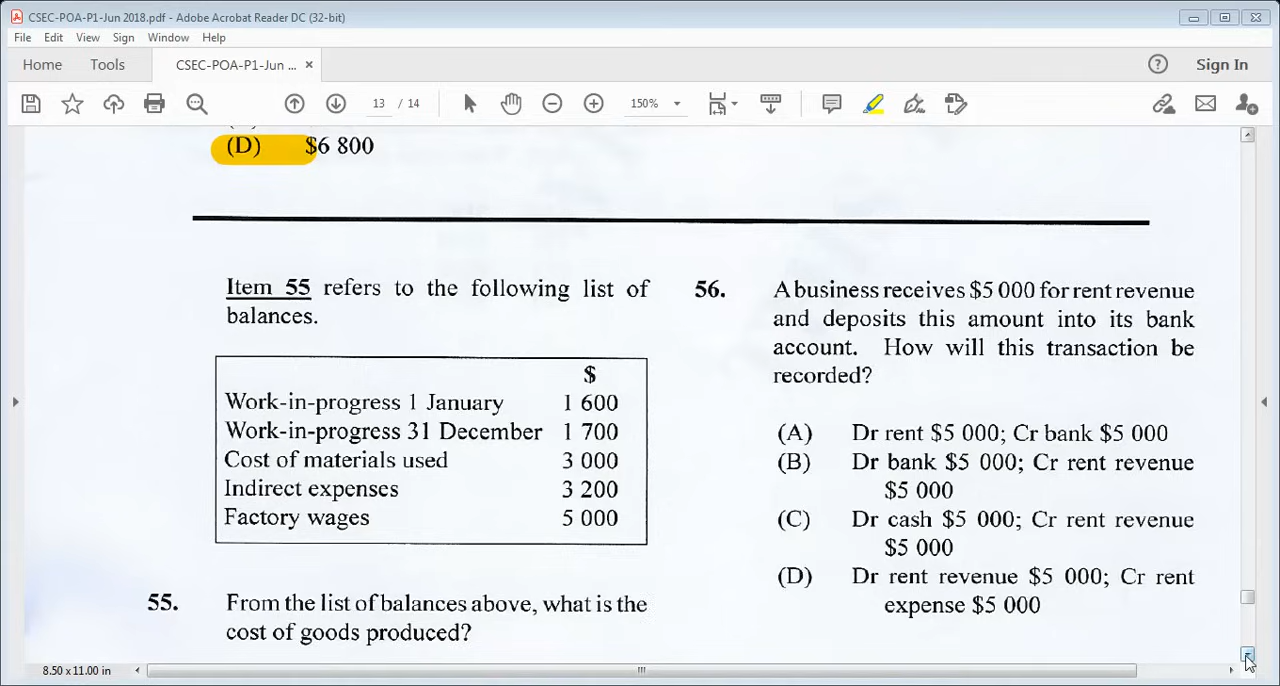 CSEC-POA-P1-Jun 2018.pdf - Adobe Acrobat Reader DC (32-bit)
File Edit View Sign Window Help
Home Tools CSEC-POA-P1-Jun ... × ? Sign In
13 / 14 150%
(D) $6 800
Item 55 refers to the following list of
balances.
$
Work-in-progress 1 January 1 600
Work-in-progress 31 December 1 700
Cost of materials used 3 000
Indirect expenses 3 200
Factory wages 5 000
55. From the list of balances above, what is the
cost of goods produced?
56. A business receives $5 000 for rent revenue
and deposits this amount into its bank
account. How will this transaction be
recorded?
(A) Dr rent $5 000; Cr bank $5 000
(B) Dr bank $5 000; Cr rent revenue
$5 000
(C) Dr cash $5 000; Cr rent revenue
$5 000
(D) Dr rent revenue $5 000; Cr rent
expense $5 000
8.50 x 11.00 in